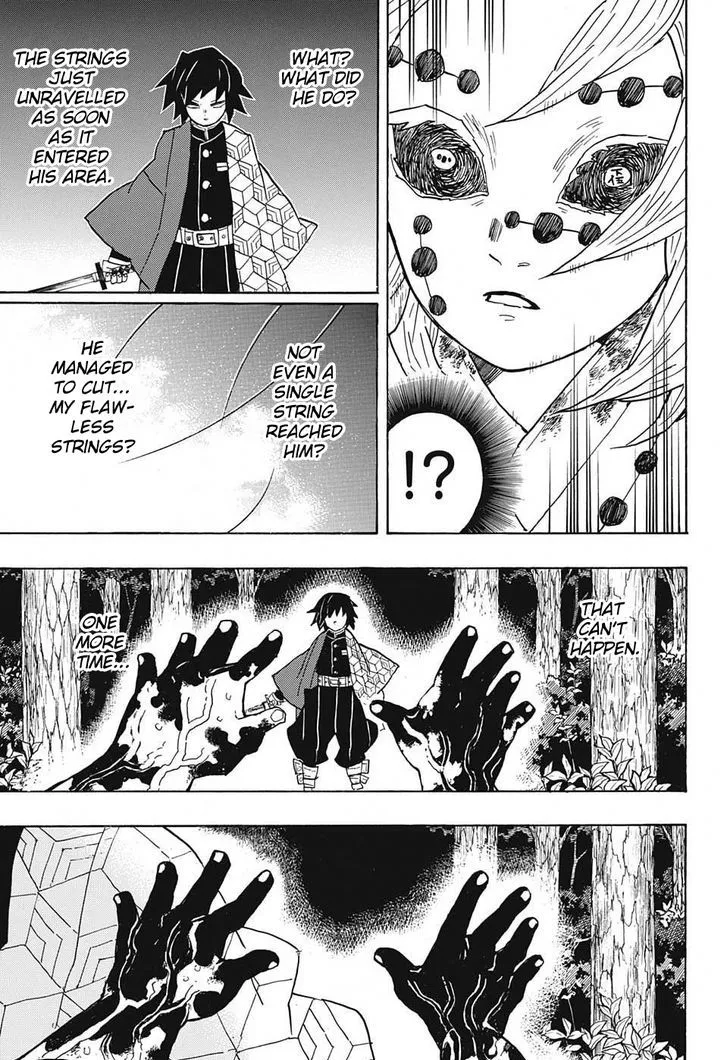 !?
WHAT?
WHAT DID
HE DO?
THE STRINGS
JUST
UNRAVELLED
AS SOON
AS IT
ENTERED
HIS AREA.
NOT
EVEN A
SINGLE
STRING
REACHED
HIM?
HE
MANAGED
TO CUT...
MY FLAW-
LESS
STRINGS?
THAT
CAN'T
HAPPEN.
ONE
MORE
TIME...